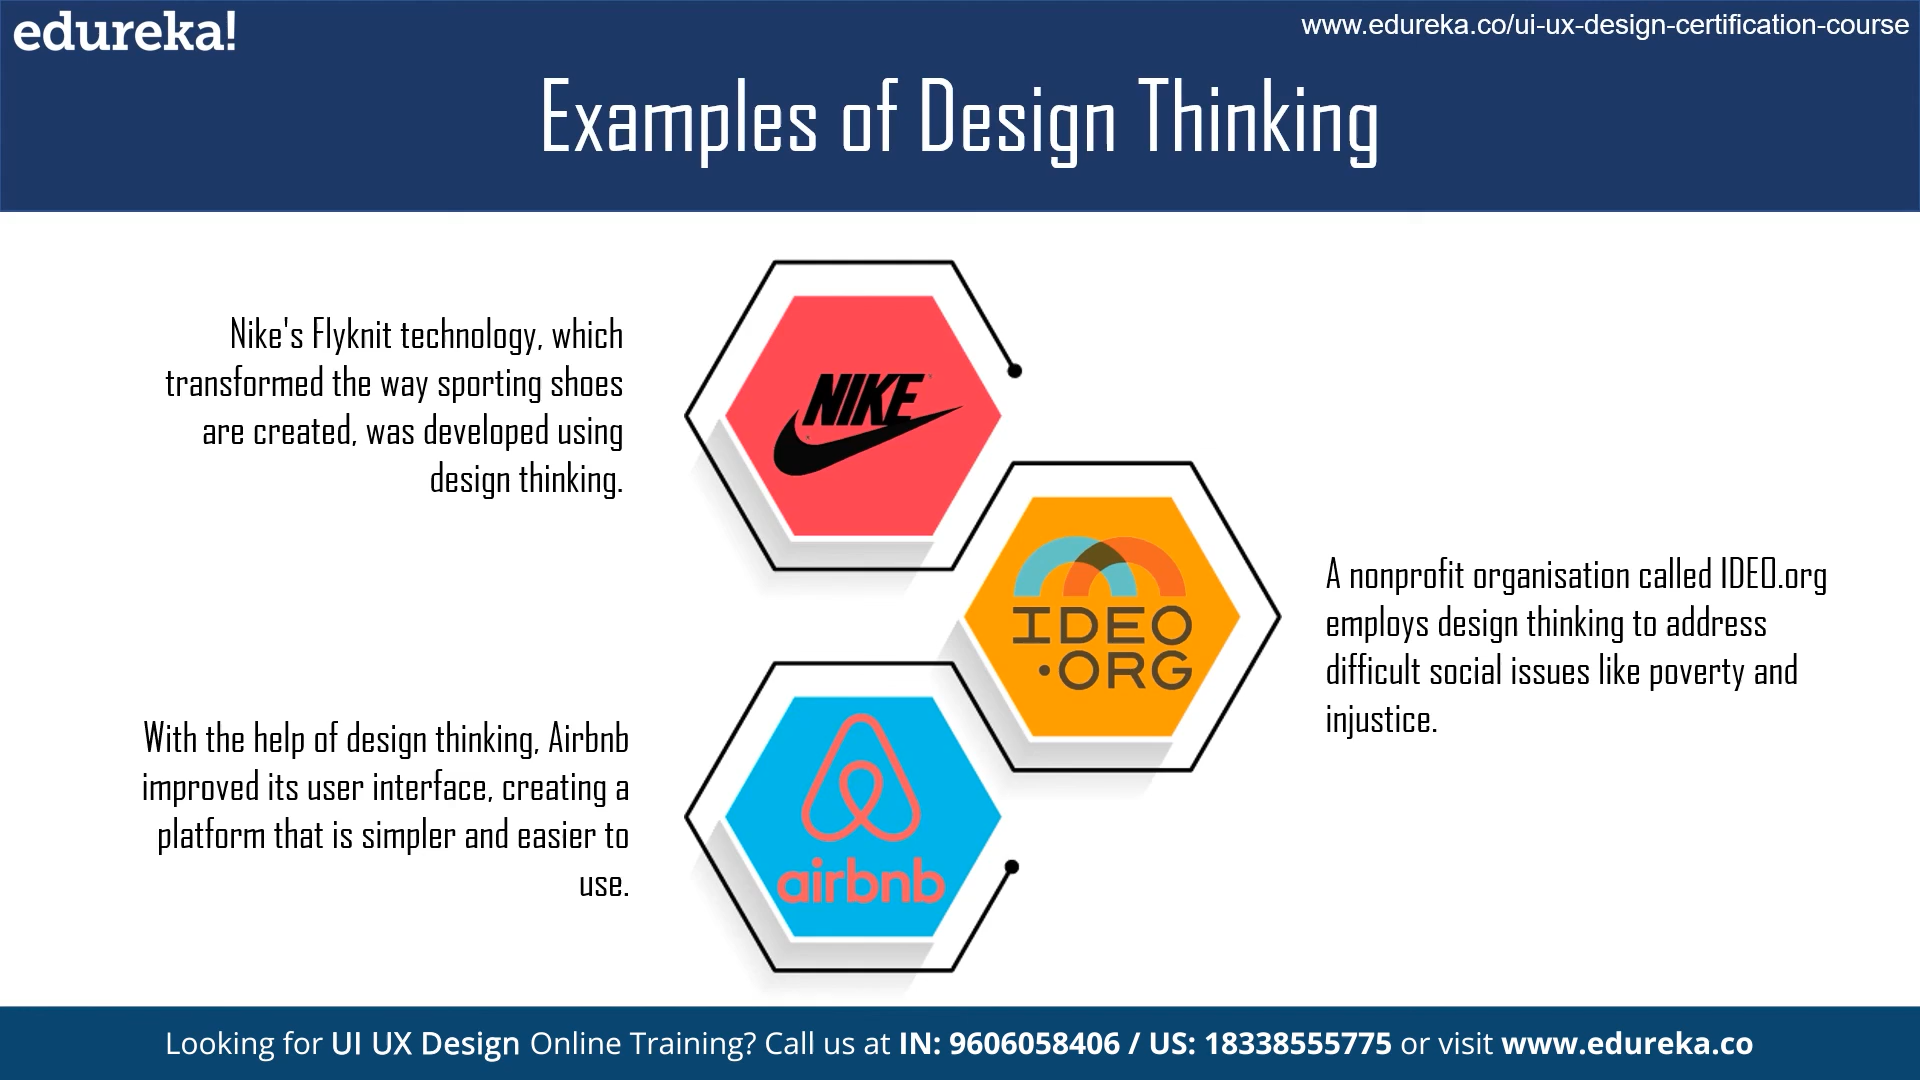 edureka!
www.edureka.co/ui-ux-design-certification-course
Examples of Design Thinking
Nike's Flyknit technology, which
transformed the way sporting shoes
are created, was developed using
design thinking.
NIKE
IDEO
.ORG
A nonprofit organisation called IDEO.org
employs design thinking to address
difficult social issues like poverty and
injustice.
With the help of design thinking, Airbnb
improved its user interface, creating a
platform that is simpler and easier to
use.
airbnb
Looking for UI UX Design Online Training? Call us at IN: 9606058406 / US: 18338555775 or visit www.edureka.co